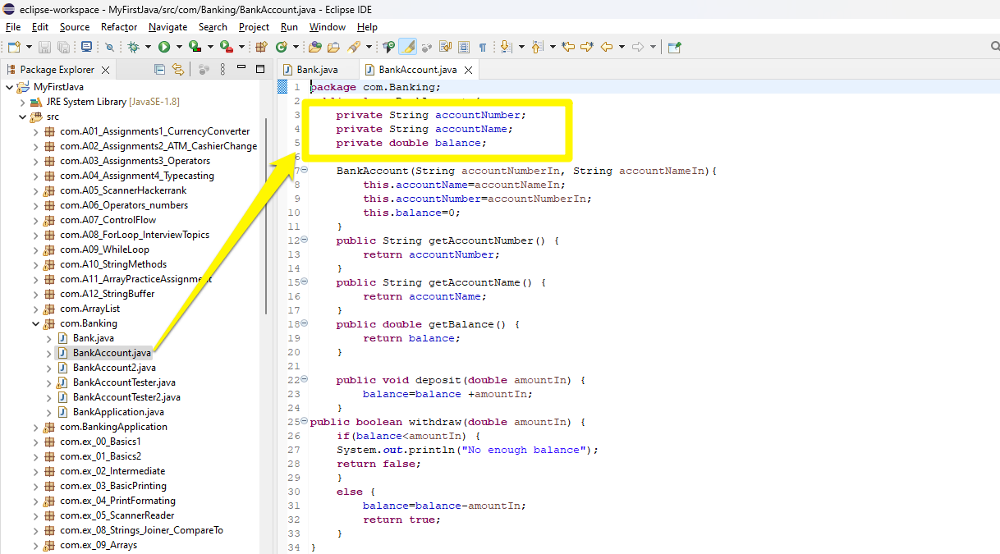 eclipse-workspace - MyFirstJava/src/com/Banking/BankAccount.java - Eclipse IDE
File Edit Source Refactor Navigate Search Project Run Window Help
Package Explorer
MyFirstJava
JRE System Library [JavaSE-1.8]
src
com.A01_Assignments1_CurrencyConverter
com.A02_Assignments2_ATM_CashierChange
com.A03_Assignments3_Operators
com.A04_Assignment4_Typecasting
com.A05_ScannerHackerrank
com.A06_Operators_numbers
com.A07_ControlFlow
com.A08_ForLoop_InterviewTopics
com.A09_WhileLoop
com.A10_StringMethods
com.A11_ArrayPracticeAssignment
com.A12_StringBuffer
com.ArrayList
com.Banking
Bank.java
BankAccount.java
BankAccount2.java
BankAccountTester.java
BankAccountTester2.java
BankApplication.java
com.BankingApplication
com.ex_00_Basics1
com.ex_01_Basics2
com.ex_02_Intermediate
com.ex_03_BasicPrinting
com.ex_04_PrintFormating
com.ex_05_ScannerReader
com.ex_08_Strings_Joiner_CompareTo
com.ex_09_Arrays
Bank.java BankAccount.java
1 package com.Banking;
2
3 private String accountNumber;
4 private String accountName;
5 private double balance;
6
7 BankAccount(String accountNumberIn, String accountNameIn){
8 this.accountName=accountNameIn;
9 this.accountNumber=accountNumberIn;
10 this.balance=0;
11 }
12 public String getAccountNumber() {
13 return accountNumber;
14 }
15 public String getAccountName() {
16 return accountName;
17 }
18 public double getBalance() {
19 return balance;
20 }
21
22 public void deposit(double amountIn) {
23 balance=balance +amountIn;
24 }
25 public boolean withdraw(double amountIn) {
26 if(balance<amountIn) {
27 System.out.println("No enough balance");
28 return false;
29 }
30 else {
31 balance=balance-amountIn;
32 return true;
33 }
34 }